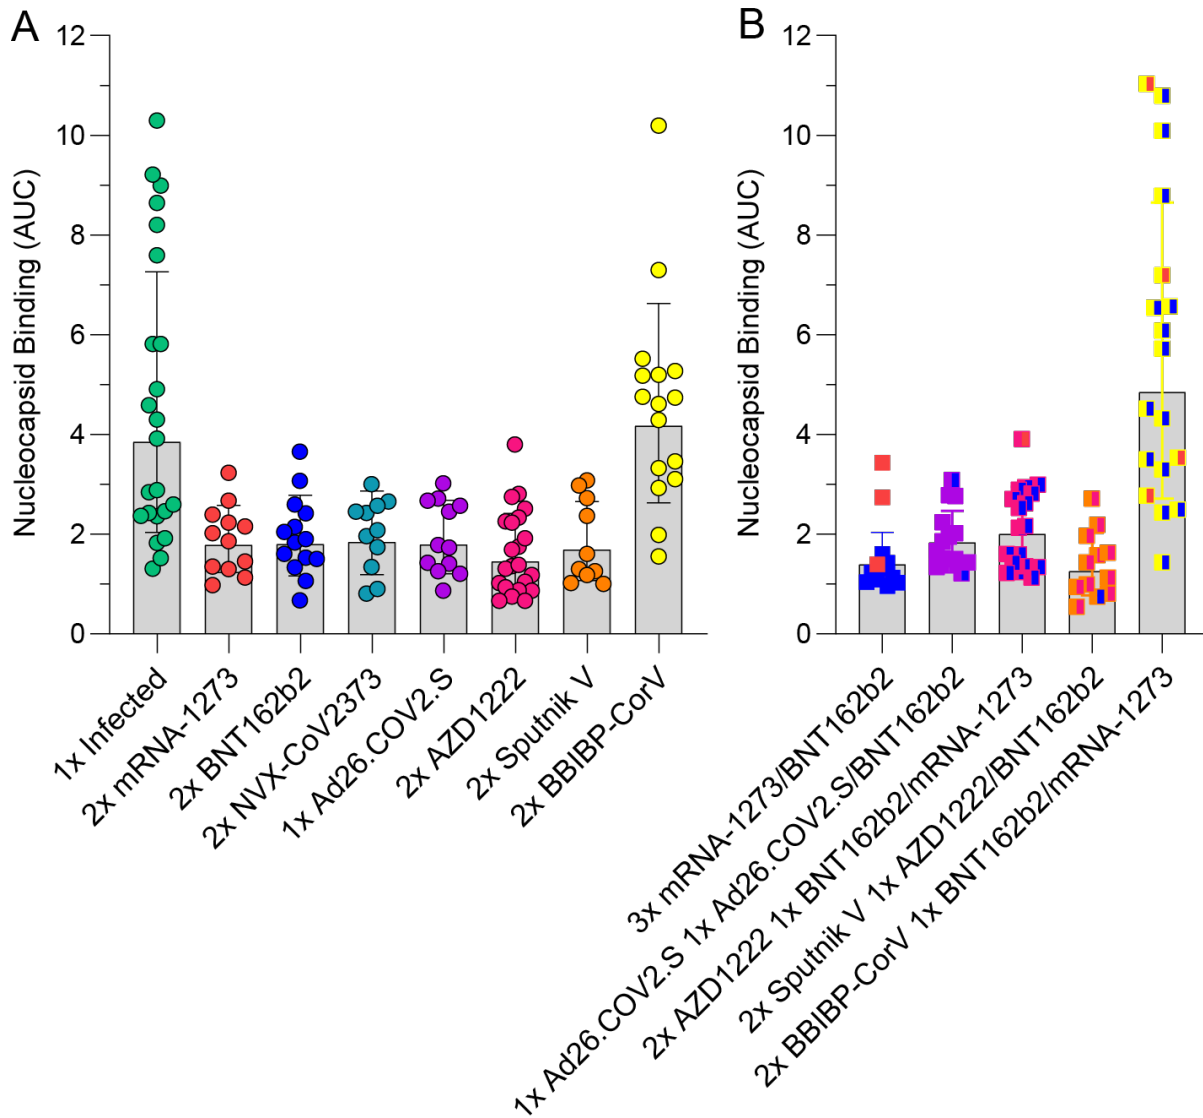 A
Nucleocapsid Binding (AUC)
12
10
8
6
4
2
0
1x Infected
2x mRNA-1273
2x BNT162b2
2x NVX-CoV2373
1x Ad26.COV2.S
2x AZD1222
2x Sputnik V
2x BBIBP-CorV
B
Nucleocapsid Binding (AUC)
12
10
8
6
4
2
0
3x mRNA-1273/BNT162b2
1x Ad26.COV2.S 1x Ad26.COV2.S/BNT162b2
2x AZD1222 1x BNT162b2/mRNA-1273
2x Sputnik V 1x AZD1222/BNT162b2
2x BBIBP-CorV 1x BNT162b2/mRNA-1273